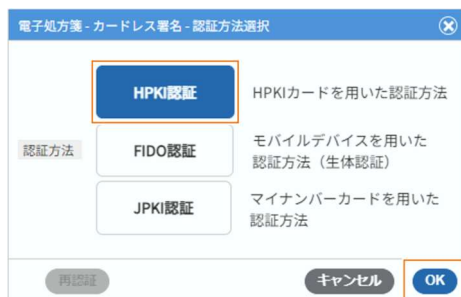 電子処方箋 - カードレス署名 - 認証方法選択
HPKI認証
HPKIカードを用いた認証方法
認証方法
FIDO認証
モバイルデバイスを用いた
認証方法（生体認証）
JPKI認証
マイナンバーカードを用いた
認証方法
再認証
キャンセル
OK